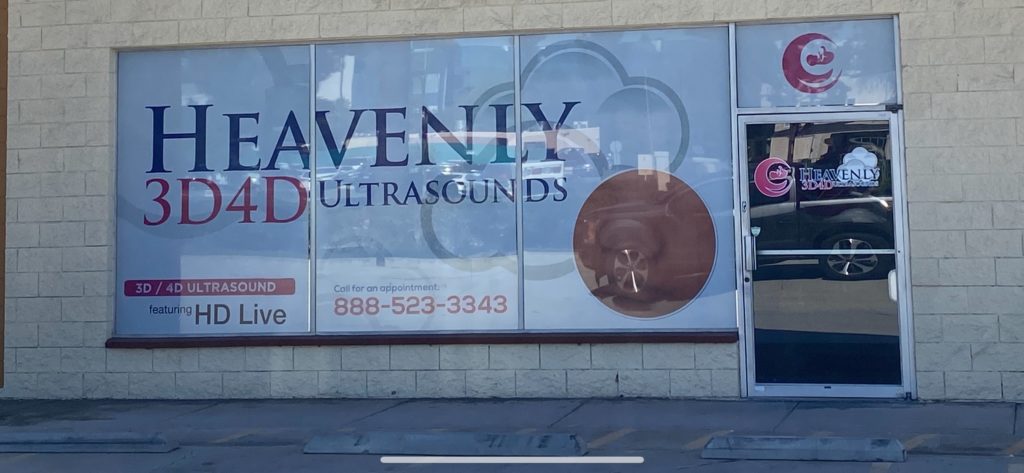 HEAVENLY
3D4D ULTRASOUNDS
3D / 4D ULTRASOUND
featuring HD Live
Call for an appointment.
888-523-3343
HEAVENLY
3D4D